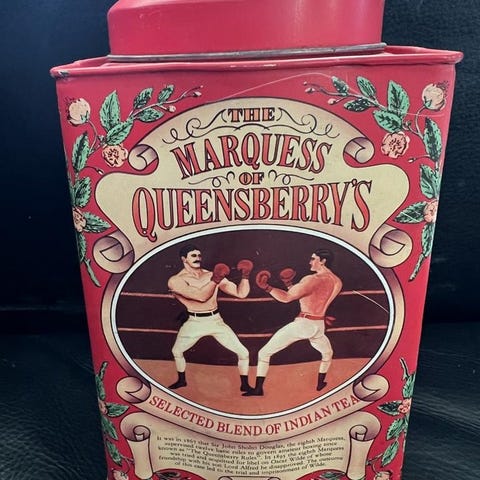 THE
MARQUESS
OF
QUEENSBERRY'S
SELECTED BLEND OF INDIAN TEA
It was in 1867 that Sir John Sholto Douglas, the eighth Marquess,
supervised twelve basic rules to govern amateur boxing since
known as "The Queensberry Rules". In 1895 the eighth Marquess
was tried and acquitted for libel on Oscar Wilde of whose
friendship with his son Lord Alfred he disapproved. The outcome
of this case led to the trial and imprisonment of Wilde.